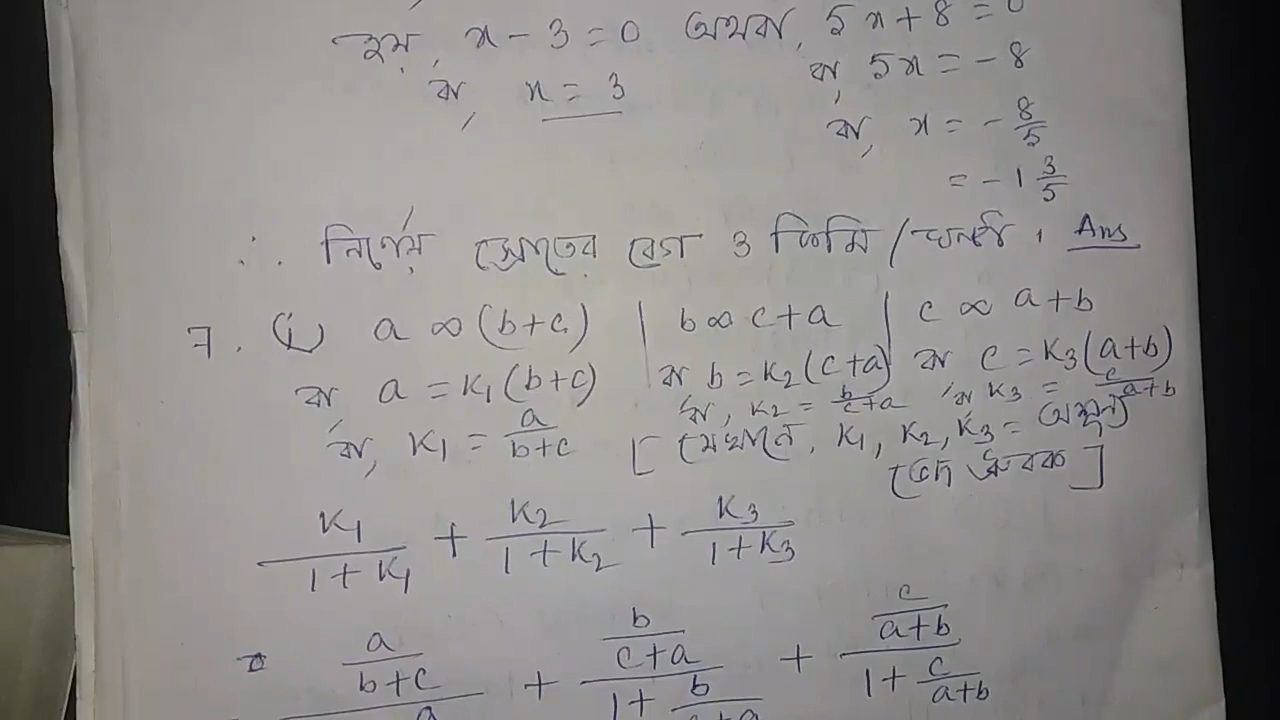 হয়, x - 3 = 0 অথবা, 5x + 8 = 0
বা, x = 3 বা, 5x = - 8
বা, x = - 8/5
= - 1 3/5
∴ নির্ণেয় স্রোতের বেগ 3 কিমি / ঘন্টা । Ans
7. (i) a ∝ (b+c) | b ∝ c+a | c ∝ a+b
বা, a = K₁(b+c) | বা b = K₂(c+a) বা c = K₃(a+b)
বা, K₁ = a/(b+c) বা, K₂ = b/(c+a) বা K₃ = c/(a+b)
[ যেখানে, K₁, K₂, K₃ = অশূন্য
ভেদ ধ্রুবক ]
K₁/(1+K₁) + K₂/(1+K₂) + K₃/(1+K₃)
= (a/(b+c))/ + (b/(c+a))/(1+ b/(c+a)) + (c/(a+b))/(1+ c/(a+b))